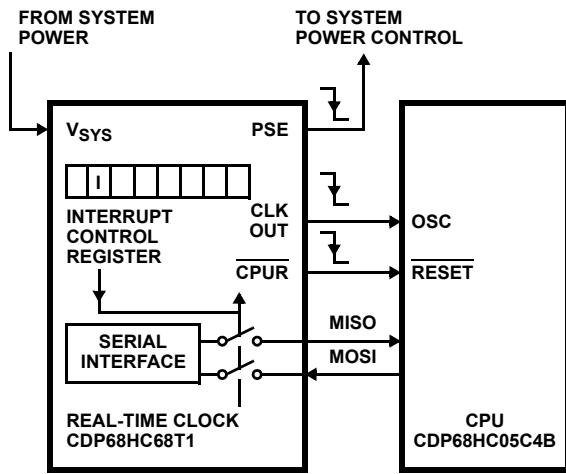 FROM SYSTEM
POWER
TO SYSTEM
POWER CONTROL
VSYS
PSE
I
INTERRUPT
CONTROL
REGISTER
CLK
OUT
CPUR
OSC
RESET
SERIAL
INTERFACE
MISO
MOSI
REAL-TIME CLOCK
CDP68HC68T1
CPU
CDP68HC05C4B